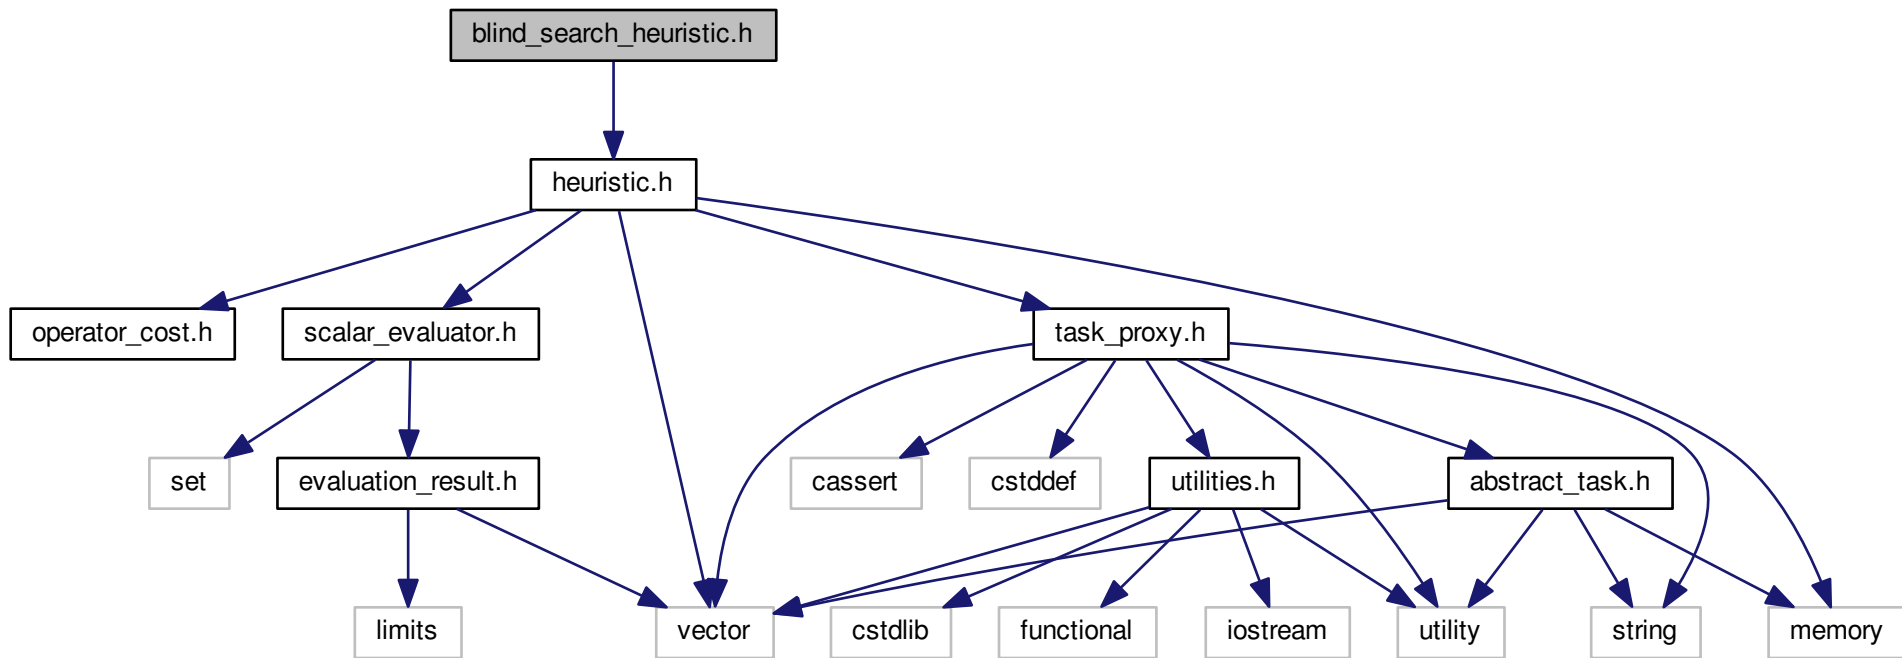 blind_search_heuristic.h
heuristic.h
operator_cost.h
scalar_evaluator.h
task_proxy.h
set
evaluation_result.h
cassert
cstddef
utilities.h
abstract_task.h
limits
vector
cstdlib
functional
iostream
utility
string
memory